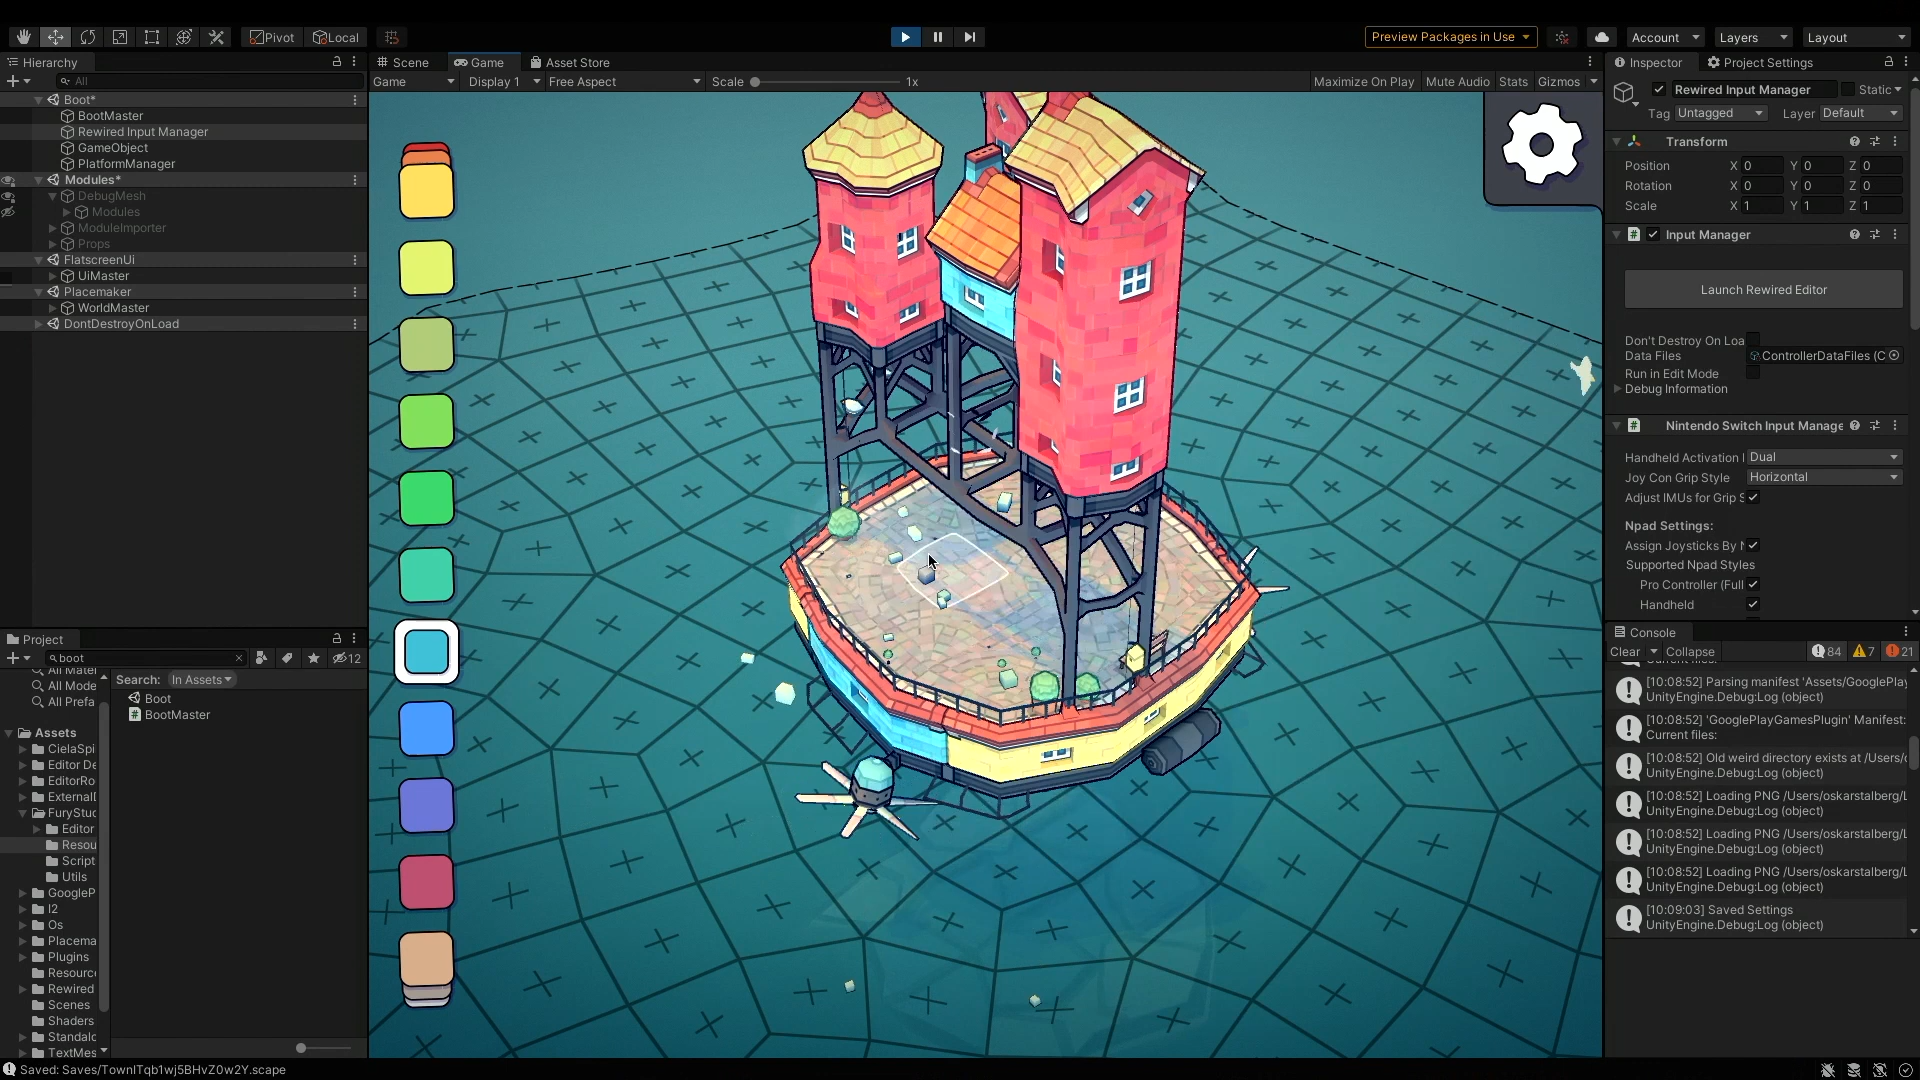 Pivot
Local
Preview Packages in Use
Account
Layers
Layout
Hierarchy
All
Boot*
BootMaster
Rewired Input Manager
GameObject
PlatformManager
Modules*
DebugMesh
Modules
ModuleImporter
Props
FlatscreenUi
UiMaster
Placemaker
WorldMaster
DontDestroyOnLoad
Scene
Game
Asset Store
Game
Display 1
Free Aspect
Scale
1x
Maximize On Play
Mute Audio
Stats
Gizmos
Inspector
Project Settings
Rewired Input Manager
Static
Tag
Untagged
Layer
Default
Transform
Position X 0 Y 0 Z 0
Rotation X 0 Y 0 Z 0
Scale X 1 Y 1 Z 1
Input Manager
Launch Rewired Editor
Don't Destroy On Loa
Data Files
ControllerDataFiles (C
Run in Edit Mode
Debug Information
Nintendo Switch Input Manage
Handheld Activation
Dual
Joy Con Grip Style
Horizontal
Adjust IMUs for Grip S
Npad Settings:
Assign Joysticks By N
Supported Npad Styles
Pro Controller (Full
Handheld
Project
boot
12
All Mater
All Mode
All Prefa
Assets
CielaSpi
Editor De
EditorRo
External
FuryStud
Editor
Resou
Script
Utils
GoogleP
I2
Os
Placema
Plugins
Resource
Rewired
Scenes
Shaders
Standalo
TextMes
Search:
In Assets
Boot
BootMaster
Console
Clear
Collapse
84
7
21
Current files:
[10:08:52] Parsing manifest 'Assets/GooglePlay
UnityEngine.Debug:Log (object)
[10:08:52] 'GooglePlayGamesPlugin' Manifest:
Current files:
[10:08:52] Old weird directory exists at /Users/o
UnityEngine.Debug:Log (object)
[10:08:52] Loading PNG /Users/oskarstalberg/L
UnityEngine.Debug:Log (object)
[10:08:52] Loading PNG /Users/oskarstalberg/L
UnityEngine.Debug:Log (object)
[10:08:52] Loading PNG /Users/oskarstalberg/L
UnityEngine.Debug:Log (object)
[10:09:03] Saved Settings
UnityEngine.Debug:Log (object)
Saved: Saves/TownITqb1wj5BHvZ0w2Y.scape